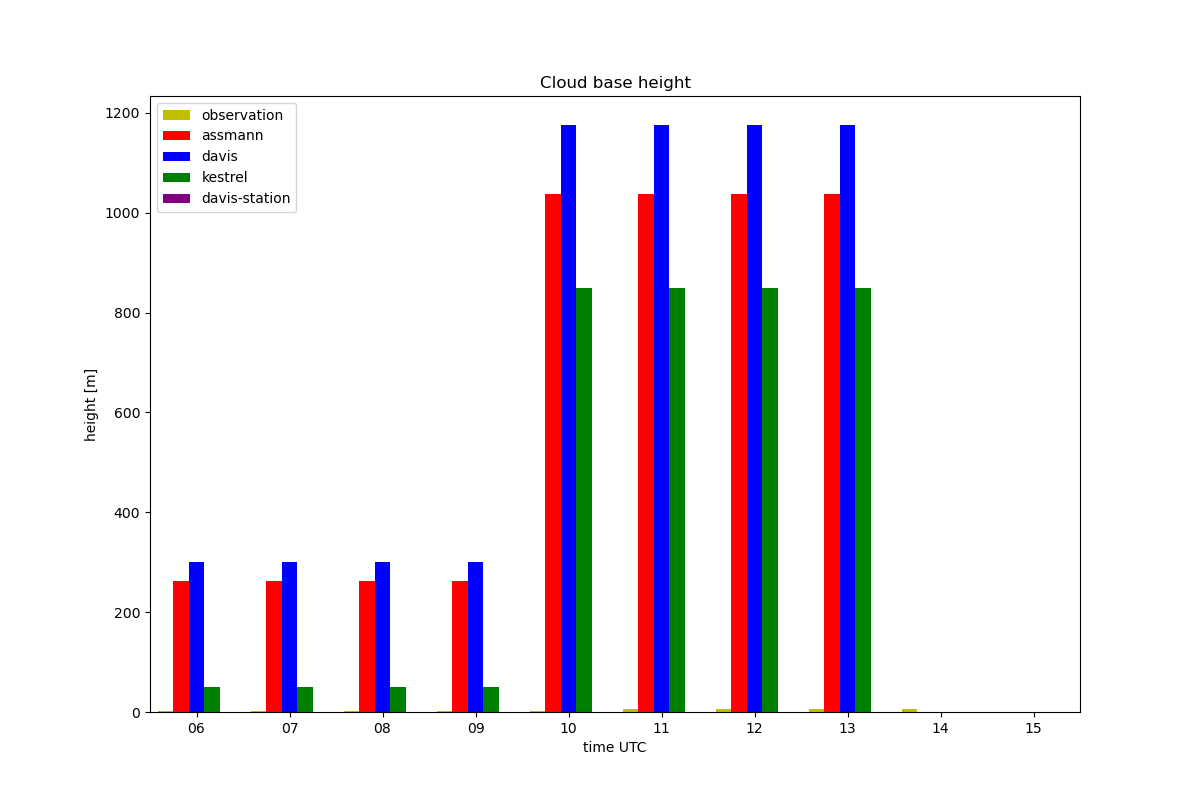 Cloud base height
observation
assmann
davis
kestrel
davis-station
1200
1000
800
600
400
200
0
height [m]
06 07 08 09 10 11 12 13 14 15
time UTC